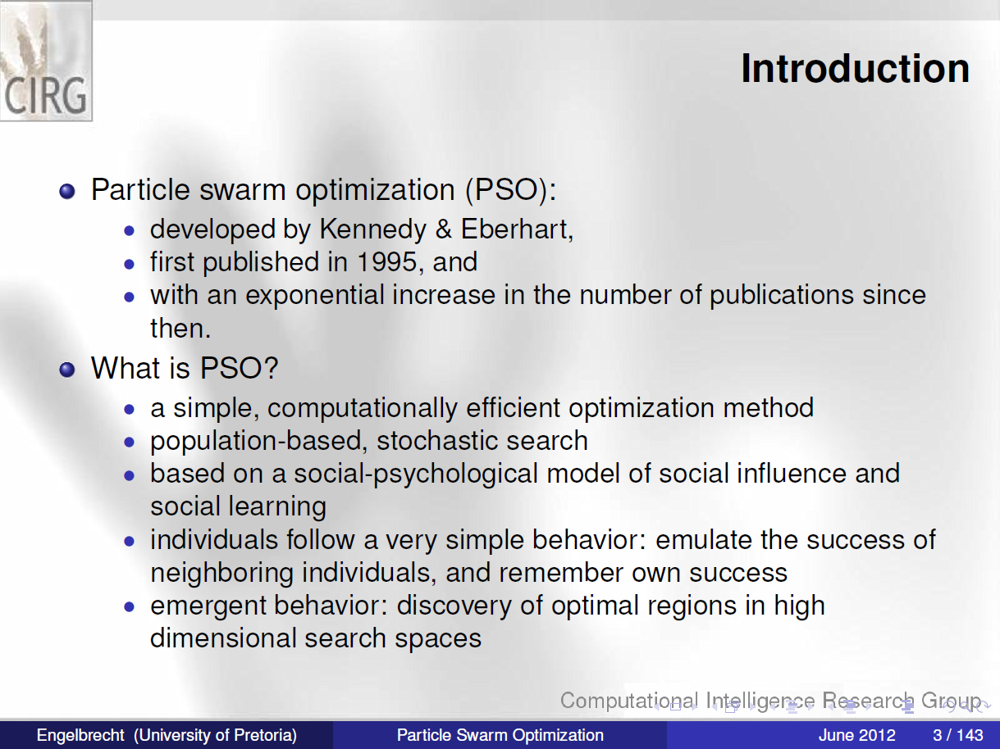 CIRG
Introduction
Particle swarm optimization (PSO):
developed by Kennedy & Eberhart,
first published in 1995, and
with an exponential increase in the number of publications since
then.
What is PSO?
a simple, computationally efficient optimization method
population-based, stochastic search
based on a social-psychological model of social influence and
social learning
individuals follow a very simple behavior: emulate the success of
neighboring individuals, and remember own success
emergent behavior: discovery of optimal regions in high
dimensional search spaces
Computational Intelligence Research Group
Engelbrecht (University of Pretoria) Particle Swarm Optimization June 2012 3 / 143